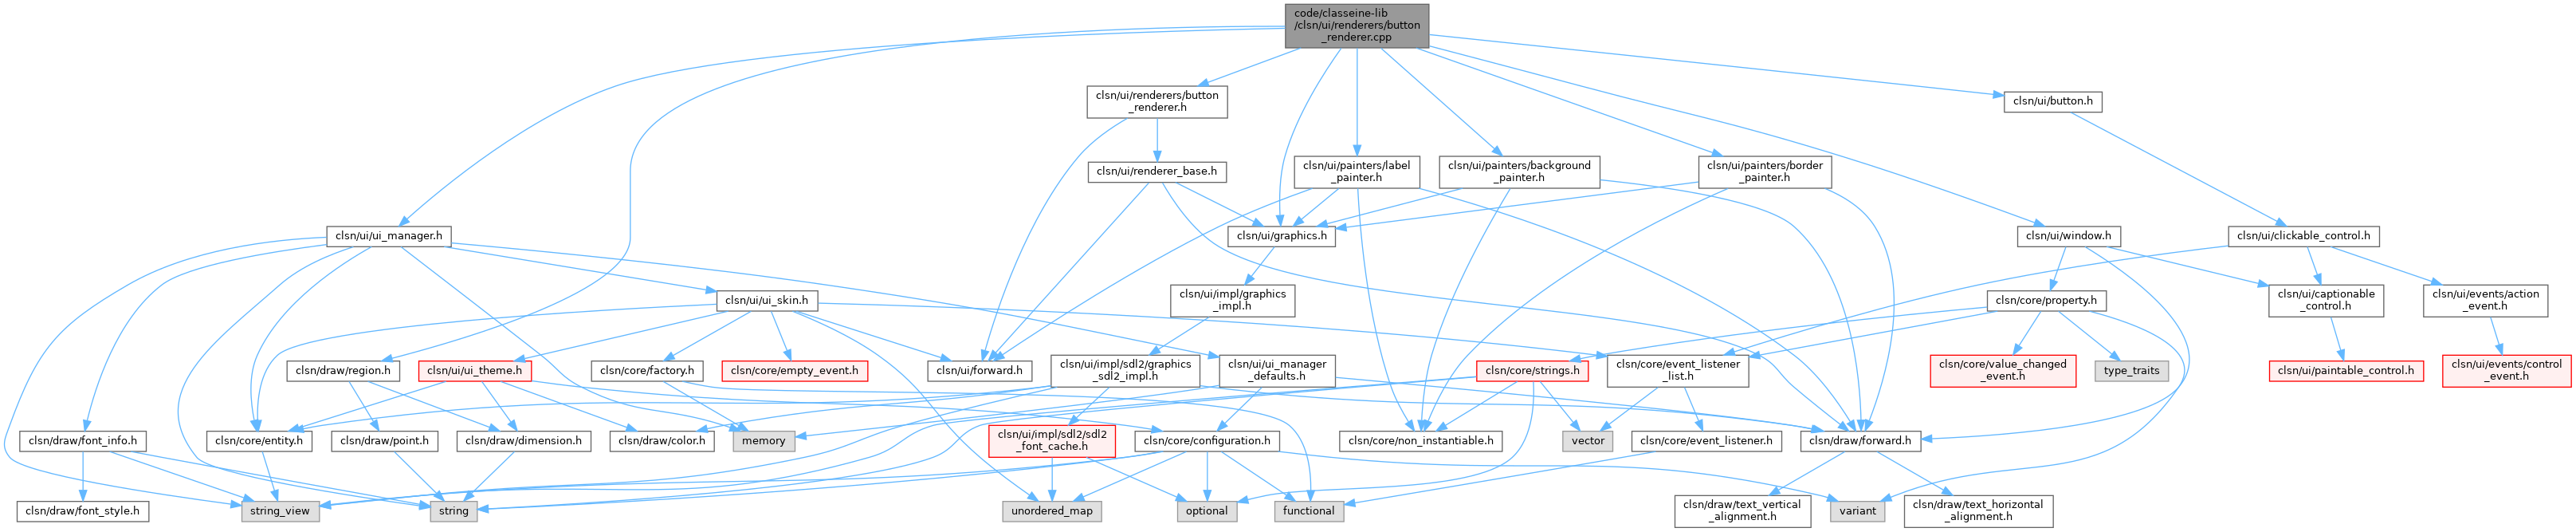 code/classeine-lib
/clsn/ui/renderers/button
_renderer.cpp
clsn/ui/renderers/button
_renderer.h
clsn/ui/button.h
clsn/ui/renderer_base.h
clsn/ui/painters/label
_painter.h
clsn/ui/painters/background
_painter.h
clsn/ui/painters/border
_painter.h
clsn/ui/ui_manager.h
clsn/ui/graphics.h
clsn/ui/window.h
clsn/ui/clickable_control.h
clsn/ui/ui_skin.h
clsn/ui/impl/graphics
_impl.h
clsn/core/property.h
clsn/ui/captionable
_control.h
clsn/ui/events/action
_event.h
clsn/draw/region.h
clsn/ui/ui_theme.h
clsn/core/factory.h
clsn/core/empty_event.h
clsn/ui/forward.h
clsn/ui/impl/sdl2/graphics
_sdl2_impl.h
clsn/ui/ui_manager
_defaults.h
clsn/core/strings.h
clsn/core/event_listener
_list.h
clsn/core/value_changed
_event.h
type_traits
clsn/ui/paintable_control.h
clsn/ui/events/control
_event.h
clsn/draw/font_info.h
clsn/core/entity.h
clsn/draw/point.h
clsn/draw/dimension.h
clsn/draw/color.h
memory
clsn/ui/impl/sdl2/sdl2
_font_cache.h
clsn/core/configuration.h
clsn/core/non_instantiable.h
vector
clsn/core/event_listener.h
clsn/draw/forward.h
clsn/draw/font_style.h
string_view
string
unordered_map
optional
functional
clsn/draw/text_vertical
_alignment.h
variant
clsn/draw/text_horizontal
_alignment.h